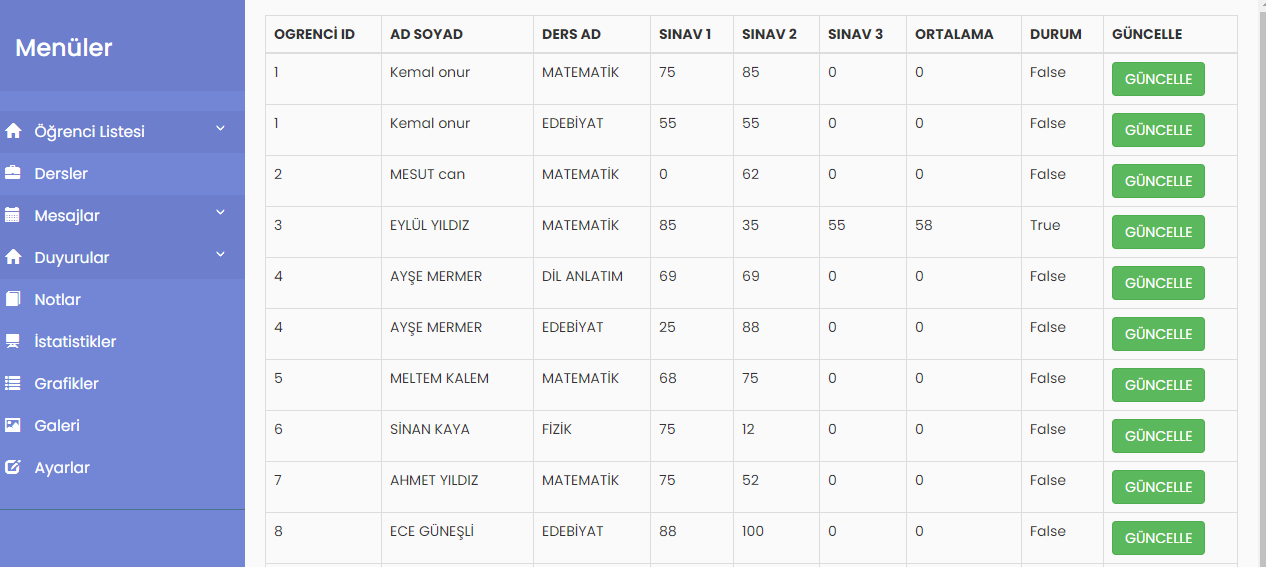 Menüler
Öğrenci Listesi
Dersler
Mesajlar
Duyurular
Notlar
İstatistikler
Grafikler
Galeri
Ayarlar
OGRENCİ ID AD SOYAD DERS AD SINAV 1 SINAV 2 SINAV 3 ORTALAMA DURUM GÜNCELLE
1 Kemal onur MATEMATİK 75 85 0 0 False GÜNCELLE
1 Kemal onur EDEBİYAT 55 55 0 0 False GÜNCELLE
2 MESUT can MATEMATİK 0 62 0 0 False GÜNCELLE
3 EYLÜL YILDIZ MATEMATİK 85 35 55 58 True GÜNCELLE
4 AYŞE MERMER DİL ANLATIM 69 69 0 0 False GÜNCELLE
4 AYŞE MERMER EDEBİYAT 25 88 0 0 False GÜNCELLE
5 MELTEM KALEM MATEMATİK 68 75 0 0 False GÜNCELLE
6 SİNAN KAYA FİZİK 75 12 0 0 False GÜNCELLE
7 AHMET YILDIZ MATEMATİK 75 52 0 0 False GÜNCELLE
8 ECE GÜNEŞLİ EDEBİYAT 88 100 0 0 False GÜNCELLE